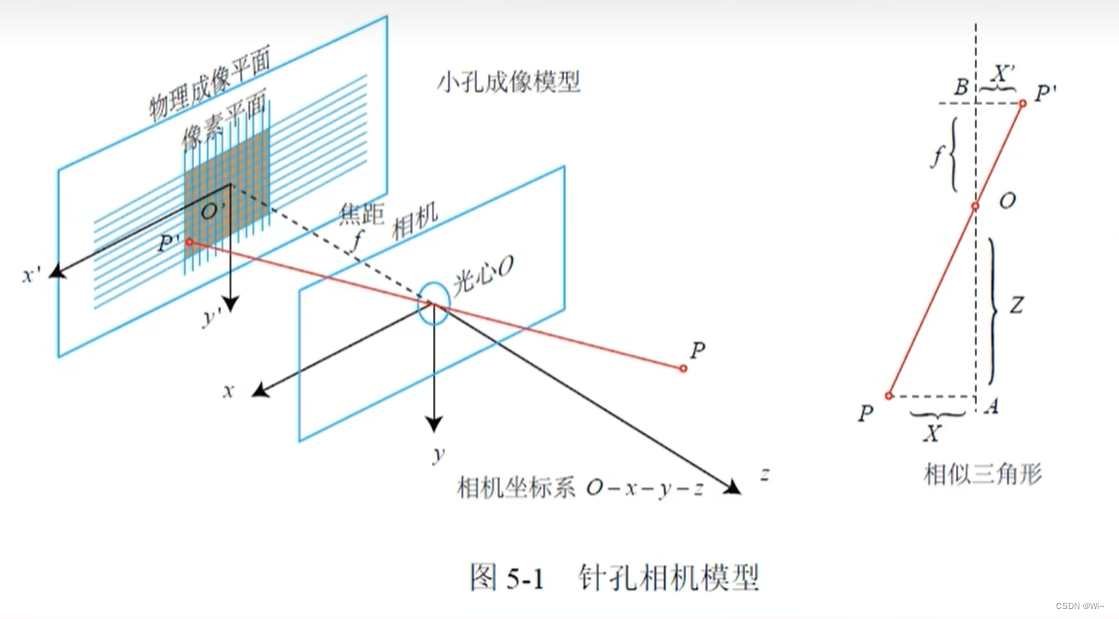 物理成像平面
像素平面
小孔成像模型
O'
P'
x'
y'
焦距
f
相机
光心O
P
x
y
z
相机坐标系 O-x-y-z
B
X'
P'
f
O
Z
P
X
A
相似三角形
图 5-1 针孔相机模型
CSDN @Wi~